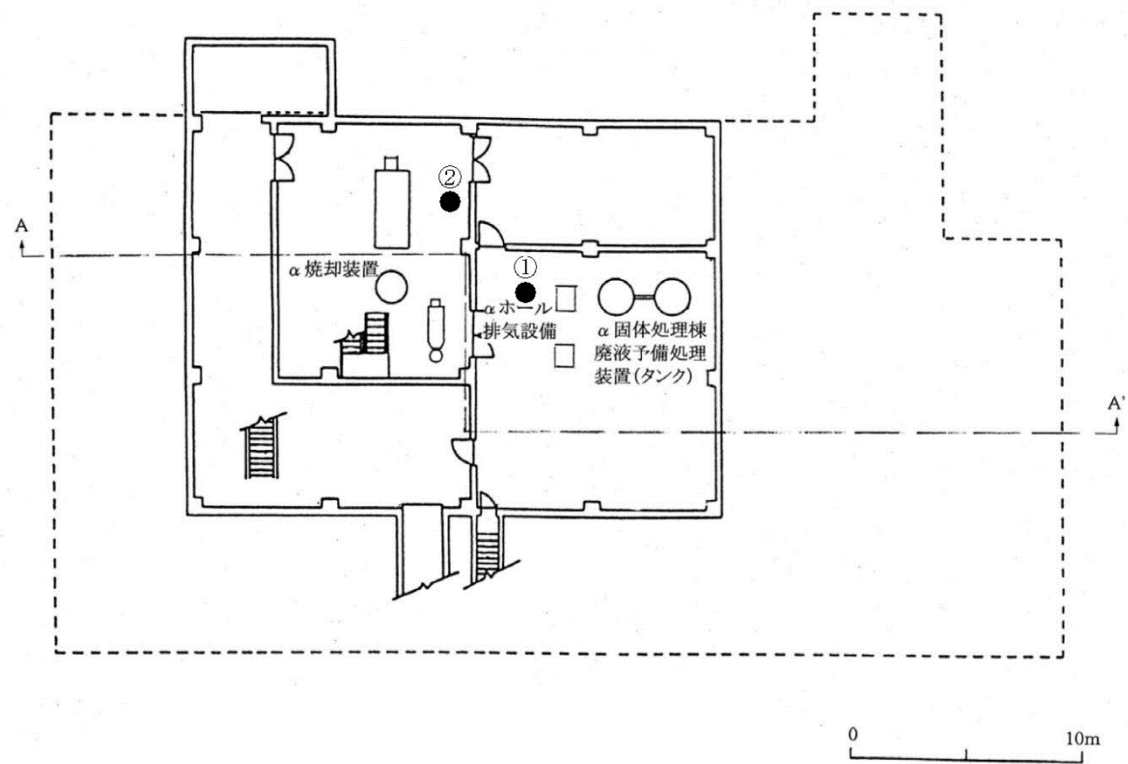 ②
A
α焼却装置
①
αホール
排気設備
α固体処理棟
廃液予備処理
装置(タンク)
A'
0 10m